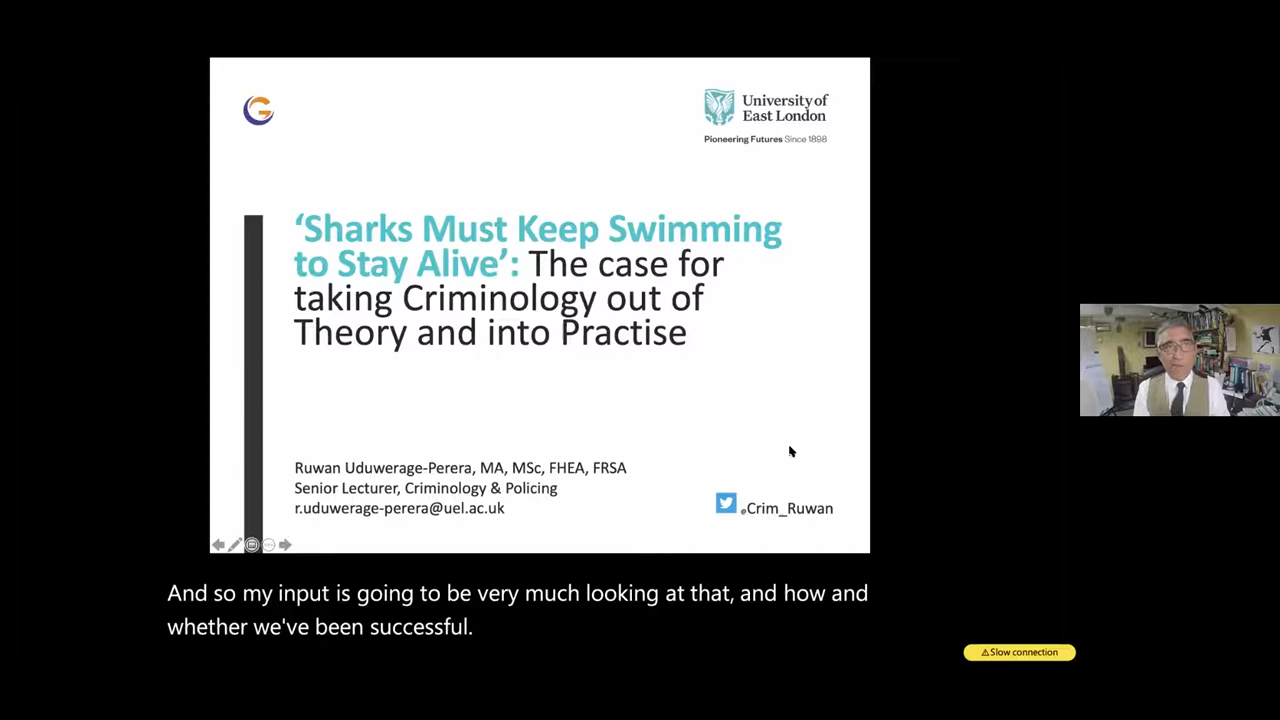 University of
East London
Pioneering Futures Since 1898
‘Sharks Must Keep Swimming
to Stay Alive’: The case for
taking Criminology out of
Theory and into Practise
Ruwan Uduwerage-Perera, MA, MSc, FHEA, FRSA
Senior Lecturer, Criminology & Policing
r.uduwerage-perera@uel.ac.uk
@Crim_Ruwan
And so my input is going to be very much looking at that, and how and
whether we've been successful.
⚠Slow connection